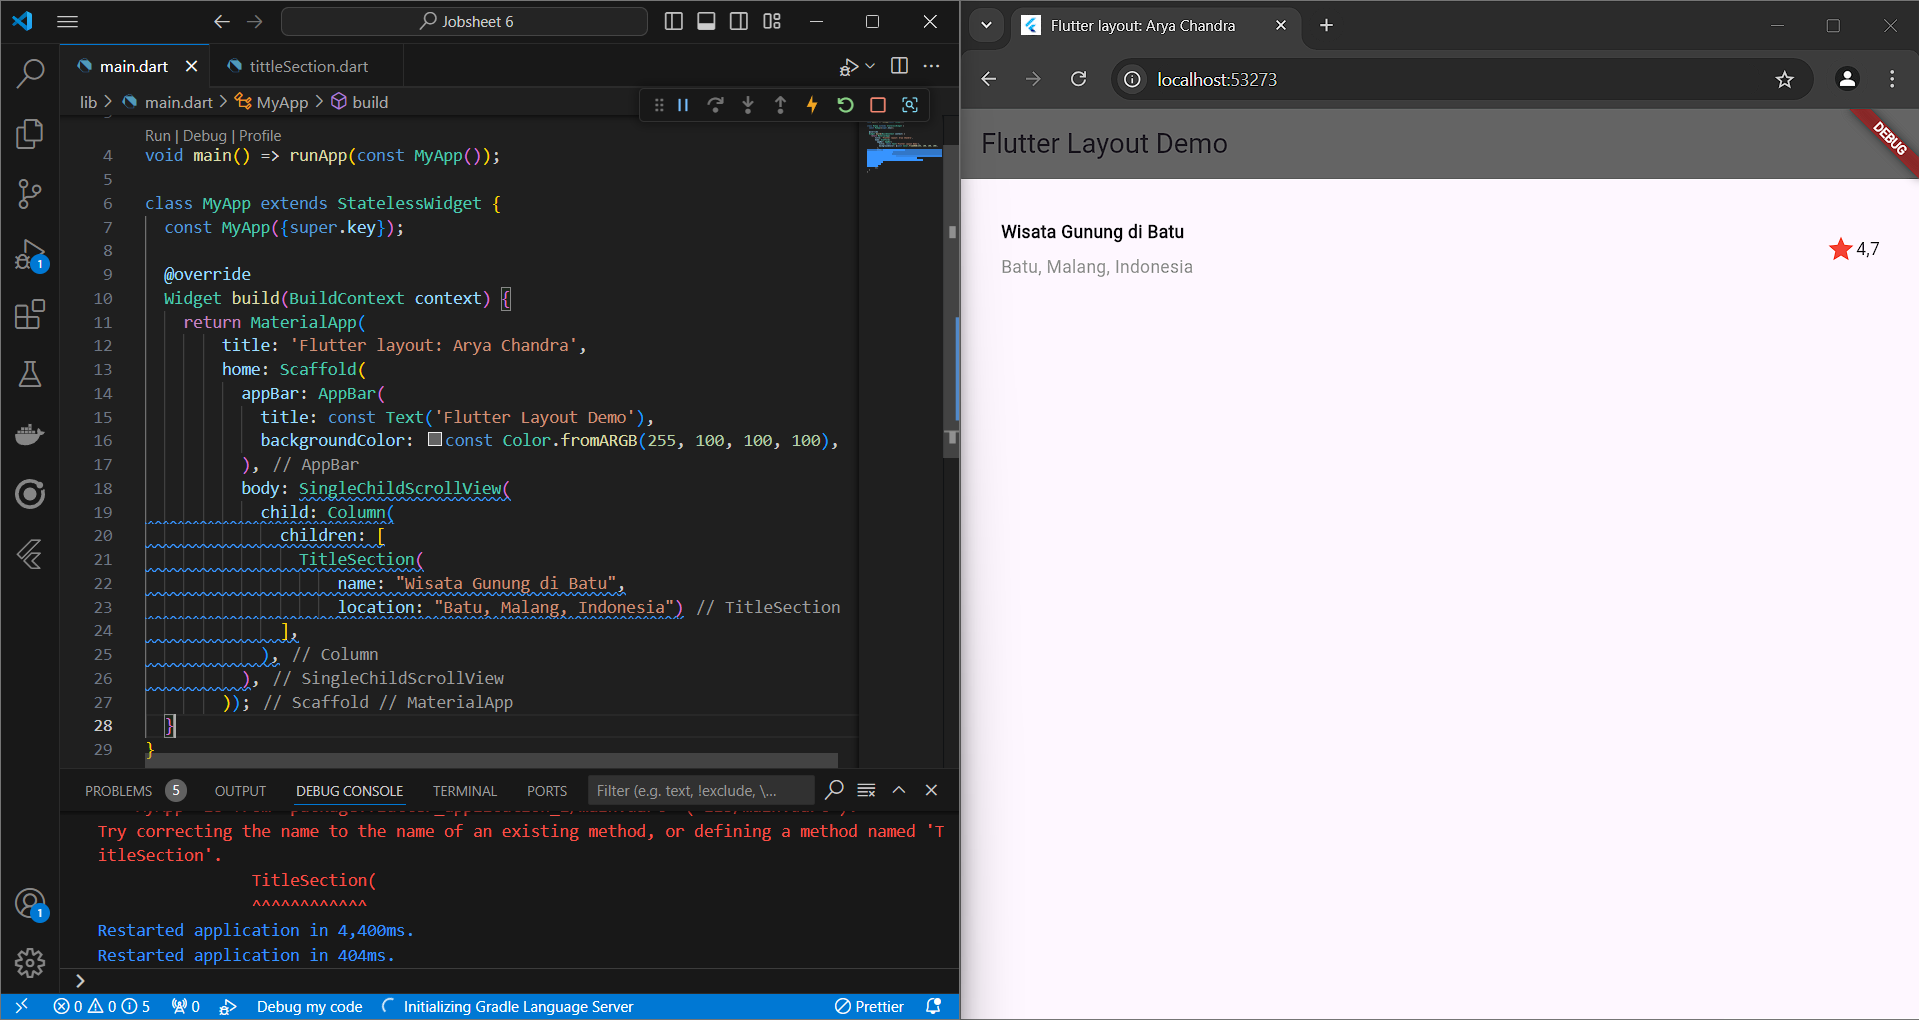 Jobsheet 6
main.dart
tittleSection.dart
lib > main.dart > MyApp > build
Run | Debug | Profile
4 void main() => runApp(const MyApp());
5
6 class MyApp extends StatelessWidget {
7 const MyApp({super.key});
8
9 @override
10 Widget build(BuildContext context) {
11 return MaterialApp(
12 title: 'Flutter layout: Arya Chandra',
13 home: Scaffold(
14 appBar: AppBar(
15 title: const Text('Flutter Layout Demo'),
16 backgroundColor: const Color.fromARGB(255, 100, 100, 100),
17 ), // AppBar
18 body: SingleChildScrollView(
19 child: Column(
20 children: [
21 TitleSection(
22 name: "Wisata Gunung di Batu",
23 location: "Batu, Malang, Indonesia") // TitleSection
24 ],
25 ), // Column
26 ), // SingleChildScrollView
27 )); // Scaffold // MaterialApp
28 }
29 }
PROBLEMS 5 OUTPUT DEBUG CONSOLE TERMINAL PORTS Filter (e.g. text, !exclude, \...
Try correcting the name to the name of an existing method, or defining a method named 'T
itleSection'.
TitleSection(
^^^^^^^^^^^^
Restarted application in 4,400ms.
Restarted application in 404ms.
>
1
1
0 0 5 0 Debug my code Initializing Gradle Language Server Prettier
Flutter layout: Arya Chandra
localhost:53273
Flutter Layout Demo
DEBUG
Wisata Gunung di Batu
Batu, Malang, Indonesia
4,7